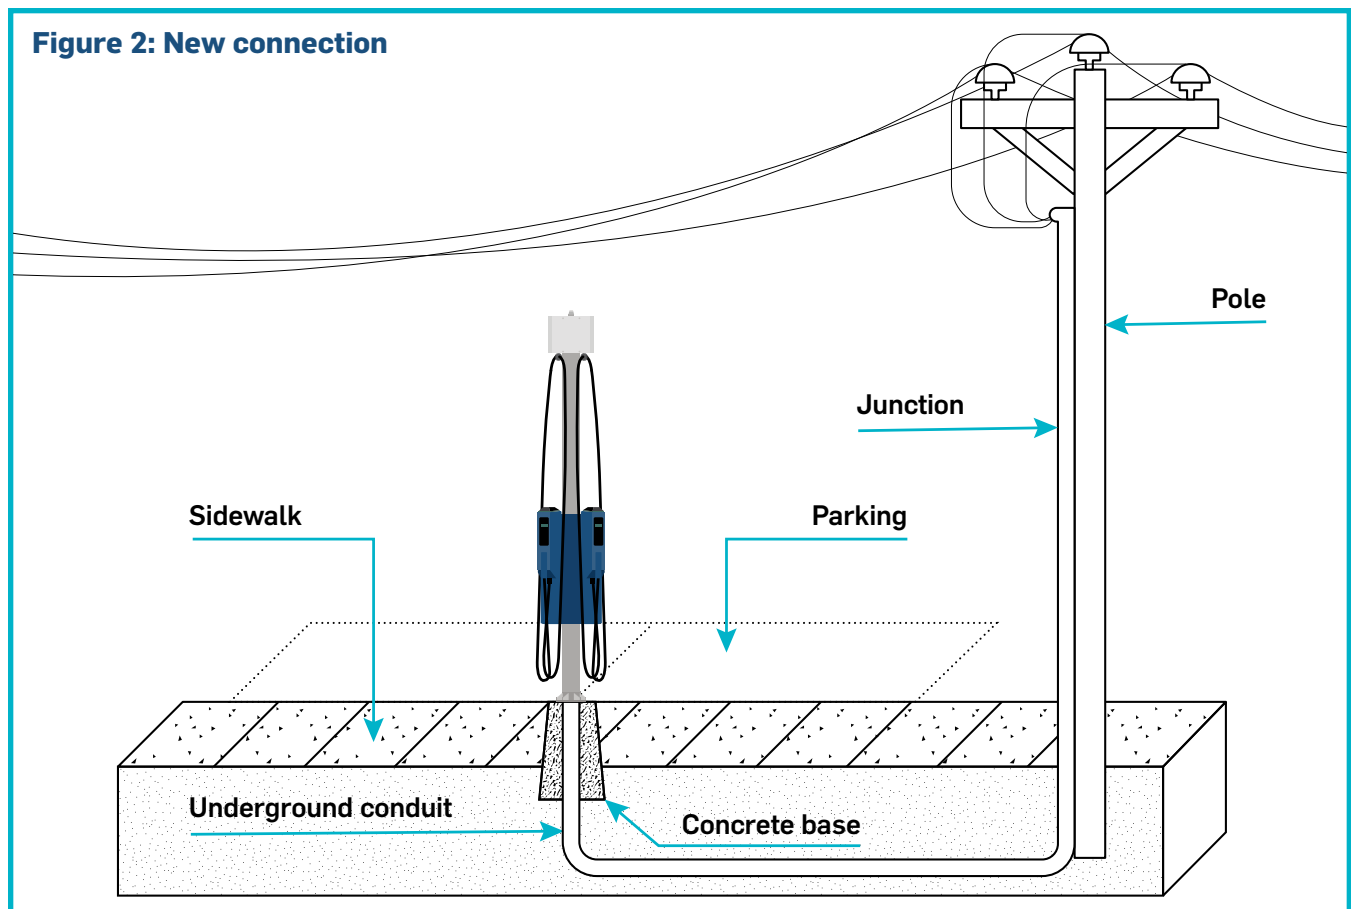 Figure 2: New connection
Pole
Junction
Sidewalk
Parking
Underground conduit
Concrete base